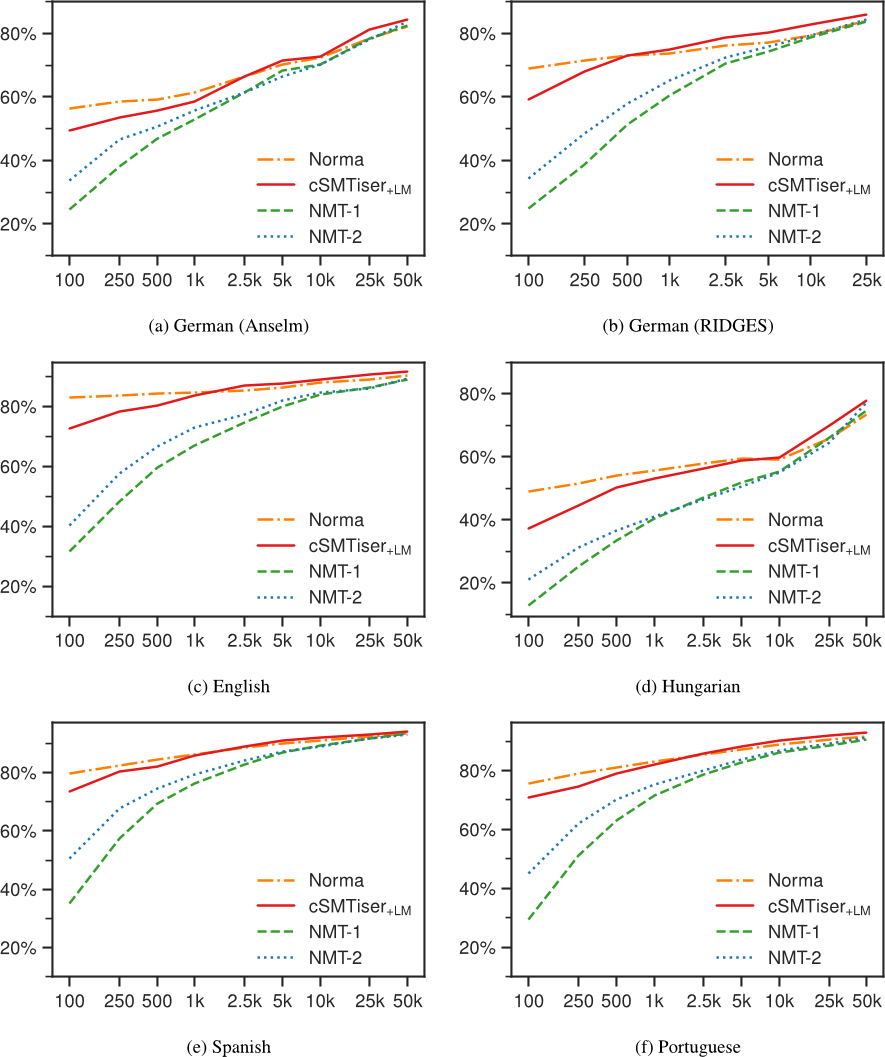 80%
60%
40%
20%
Norma
cSMTiser+LM
NMT-1
NMT-2
100 250 500 1k 2.5k 5k 10k 25k 50k
(a) German (Anselm)
80%
60%
40%
20%
Norma
cSMTiser+LM
NMT-1
NMT-2
100 250 500 1k 2.5k 5k 10k 25k
(b) German (RIDGES)
80%
60%
40%
20%
Norma
cSMTiser+LM
NMT-1
NMT-2
100 250 500 1k 2.5k 5k 10k 25k 50k
(c) English
80%
60%
40%
20%
Norma
cSMTiser+LM
NMT-1
NMT-2
100 250 500 1k 2.5k 5k 10k 25k 50k
(d) Hungarian
80%
60%
40%
20%
Norma
cSMTiser+LM
NMT-1
NMT-2
100 250 500 1k 2.5k 5k 10k 25k 50k
(e) Spanish
80%
60%
40%
20%
Norma
cSMTiser+LM
NMT-1
NMT-2
100 250 500 1k 2.5k 5k 10k 25k 50k
(f) Portuguese